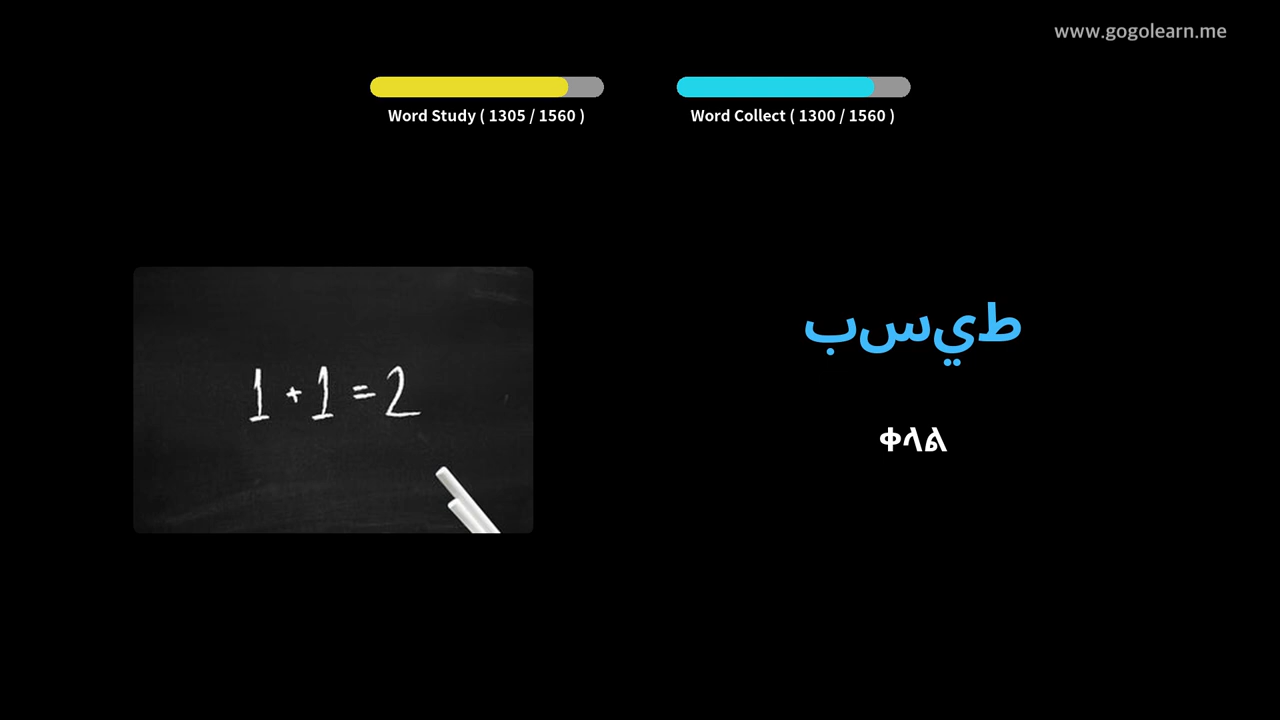 www.gogolearn.me
Word Study ( 1305 / 1560 )
Word Collect ( 1300 / 1560 )
1 + 1 = 2
بسيط
ቀላል